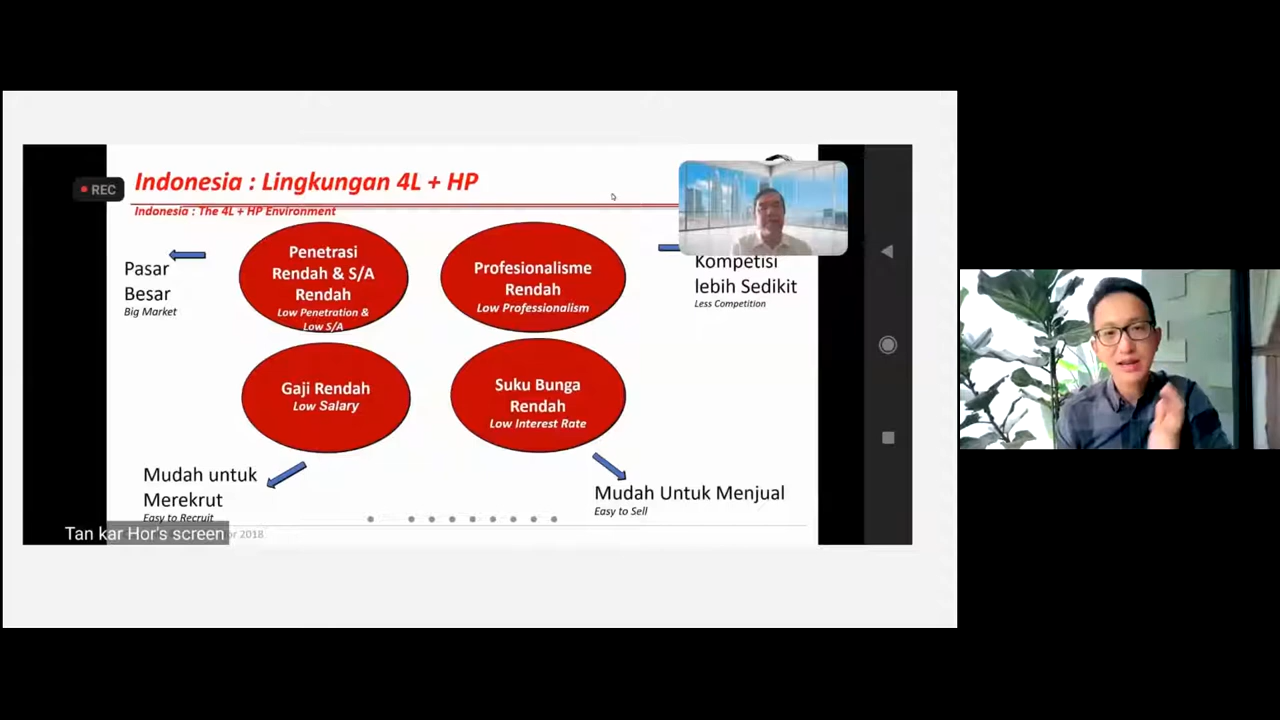 REC
Indonesia : Lingkungan 4L + HP
Indonesia : The 4L + HP Environment
Pasar
Besar
Big Market
Penetrasi
Rendah & S/A
Rendah
Low Penetration &
Low S/A
Profesionalisme
Rendah
Low Professionalism
Kompetisi
lebih Sedikit
Less Competition
Gaji Rendah
Low Salary
Suku Bunga
Rendah
Low Interest Rate
Mudah untuk
Merekrut
Easy to Recruit
Mudah Untuk Menjual
Easy to Sell
Tan kar Hor's screen
2018